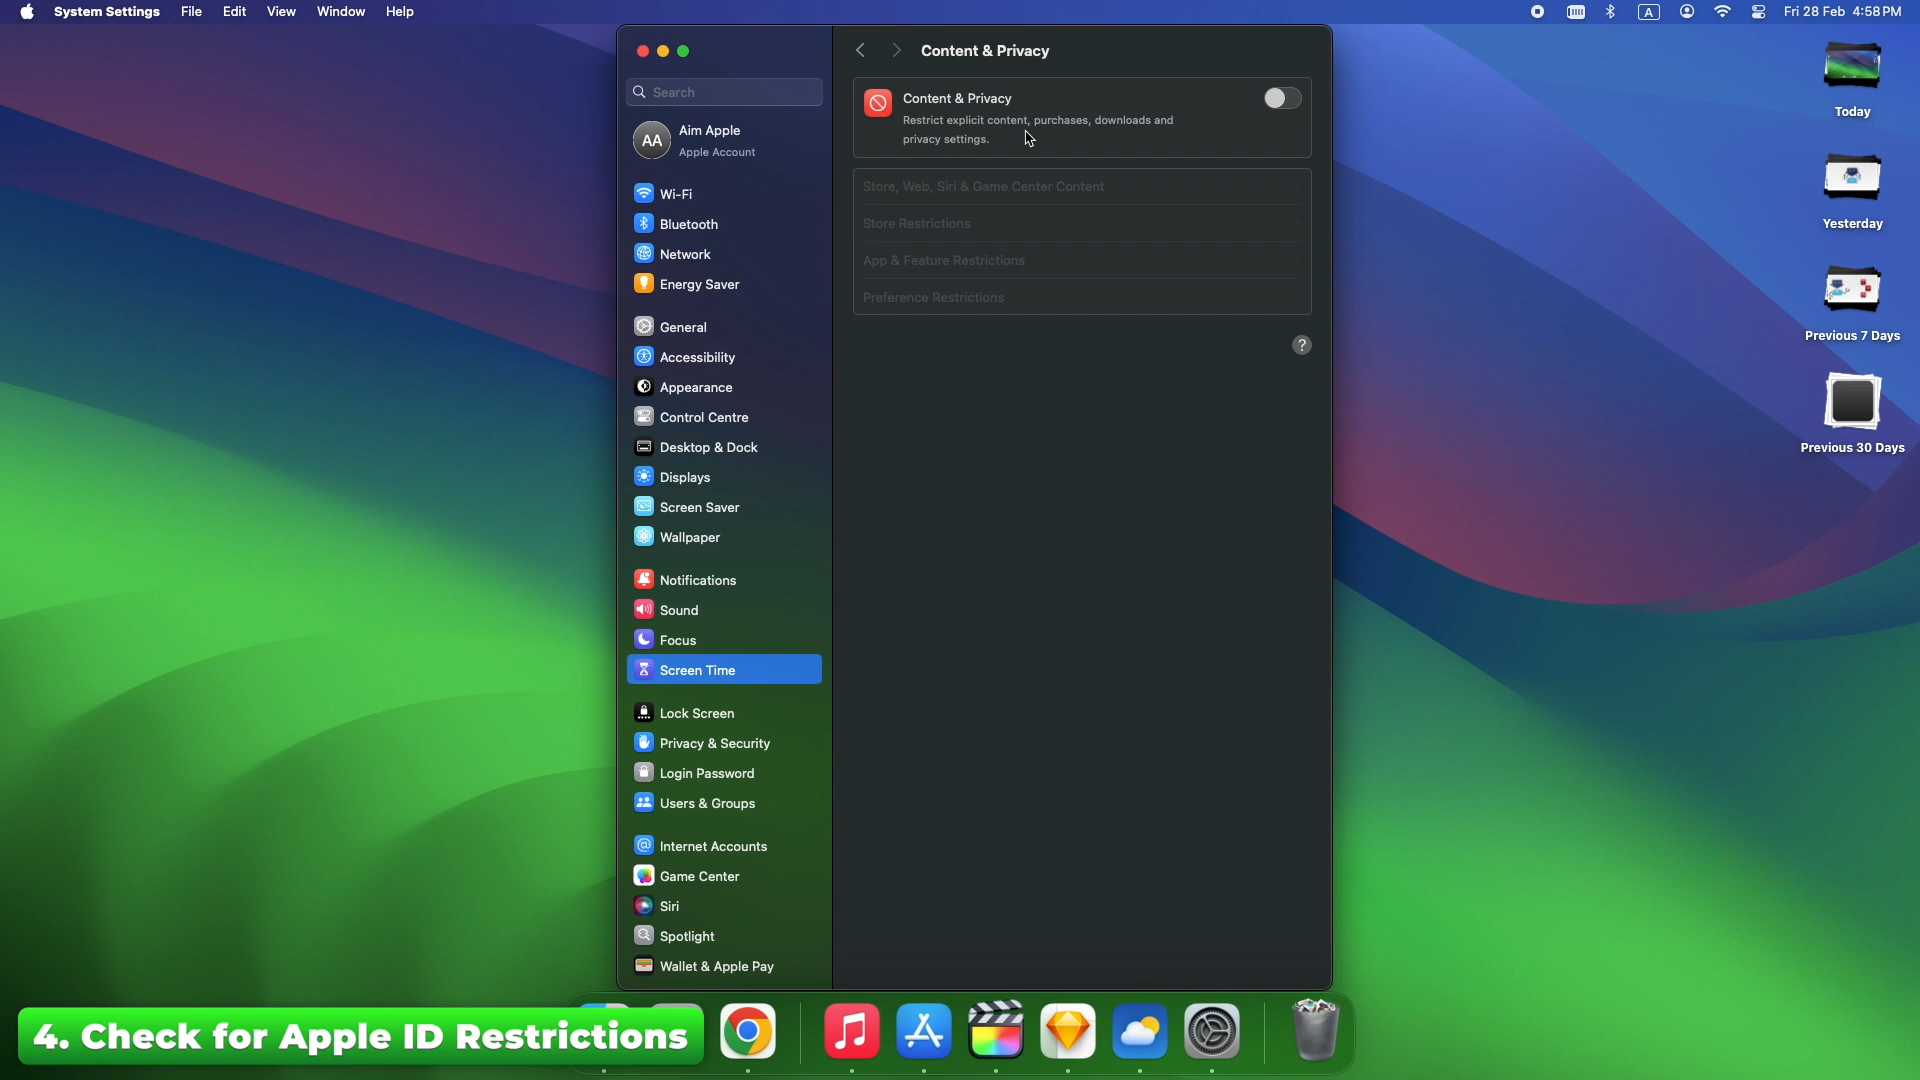 System Settings File Edit View Window Help
A Fri 28 Feb 4:58 PM
Content & Privacy
Search
AA Aim Apple
Apple Account
Wi-Fi
Bluetooth
Network
Energy Saver
General
Accessibility
Appearance
Control Centre
Desktop & Dock
Displays
Screen Saver
Wallpaper
Notifications
Sound
Focus
Screen Time
Lock Screen
Privacy & Security
Login Password
Users & Groups
Internet Accounts
Game Center
Siri
Spotlight
Wallet & Apple Pay
Content & Privacy
Restrict explicit content, purchases, downloads and
privacy settings.
Store, Web, Siri & Game Center Content
Store Restrictions
App & Feature Restrictions
Preference Restrictions
?
Today
Yesterday
Previous 7 Days
Previous 30 Days
4. Check for Apple ID Restrictions